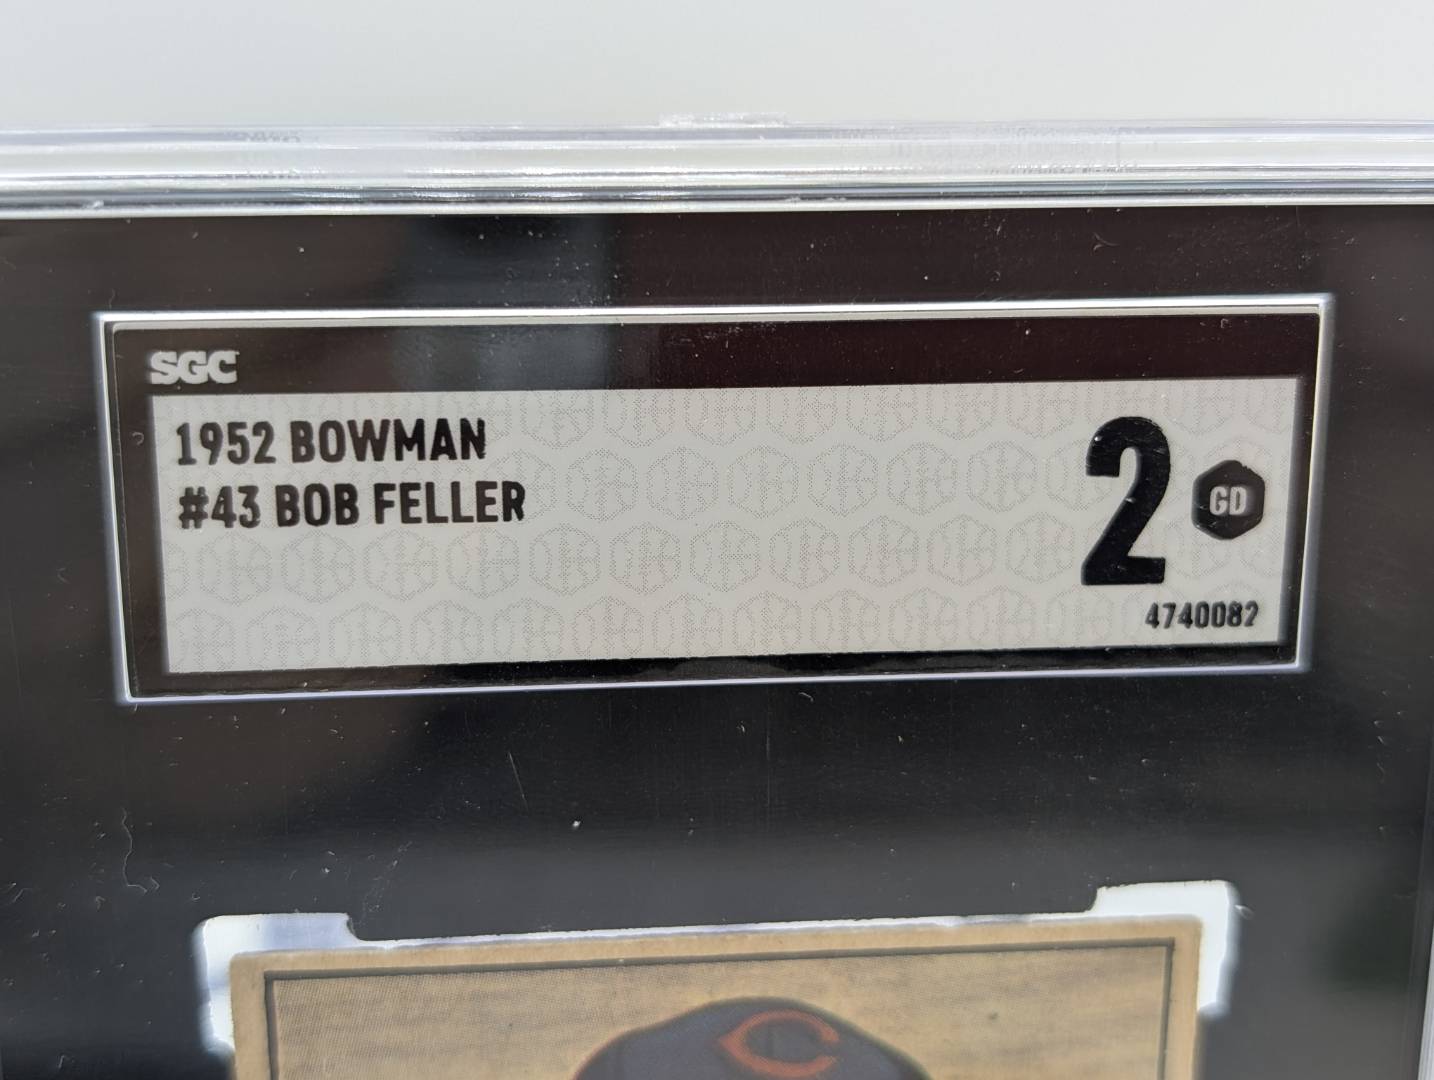 SGC
1952 BOWMAN
#43 BOB FELLER
2
GD
4740082
C